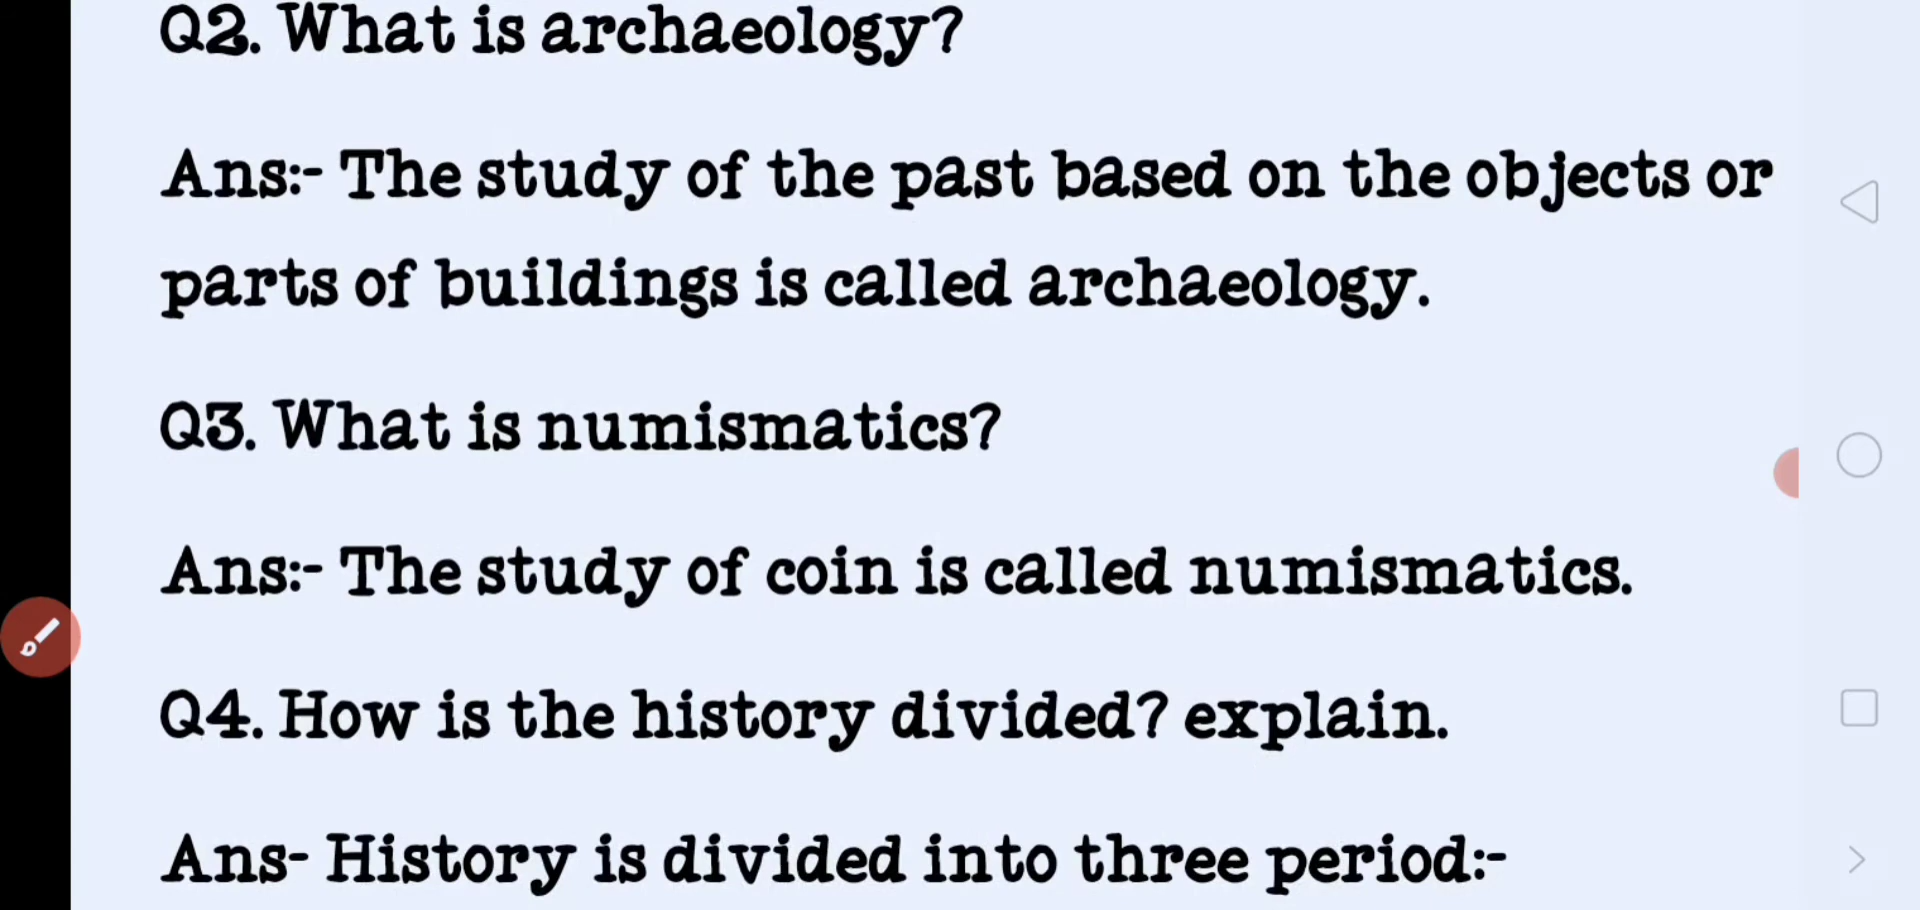 Q2. What is archaeology?
Ans:- The study of the past based on the objects or
parts of buildings is called archaeology.
Q3. What is numismatics?
Ans:- The study of coin is called numismatics.
Q4. How is the history divided? explain.
Ans- History is divided into three period:-